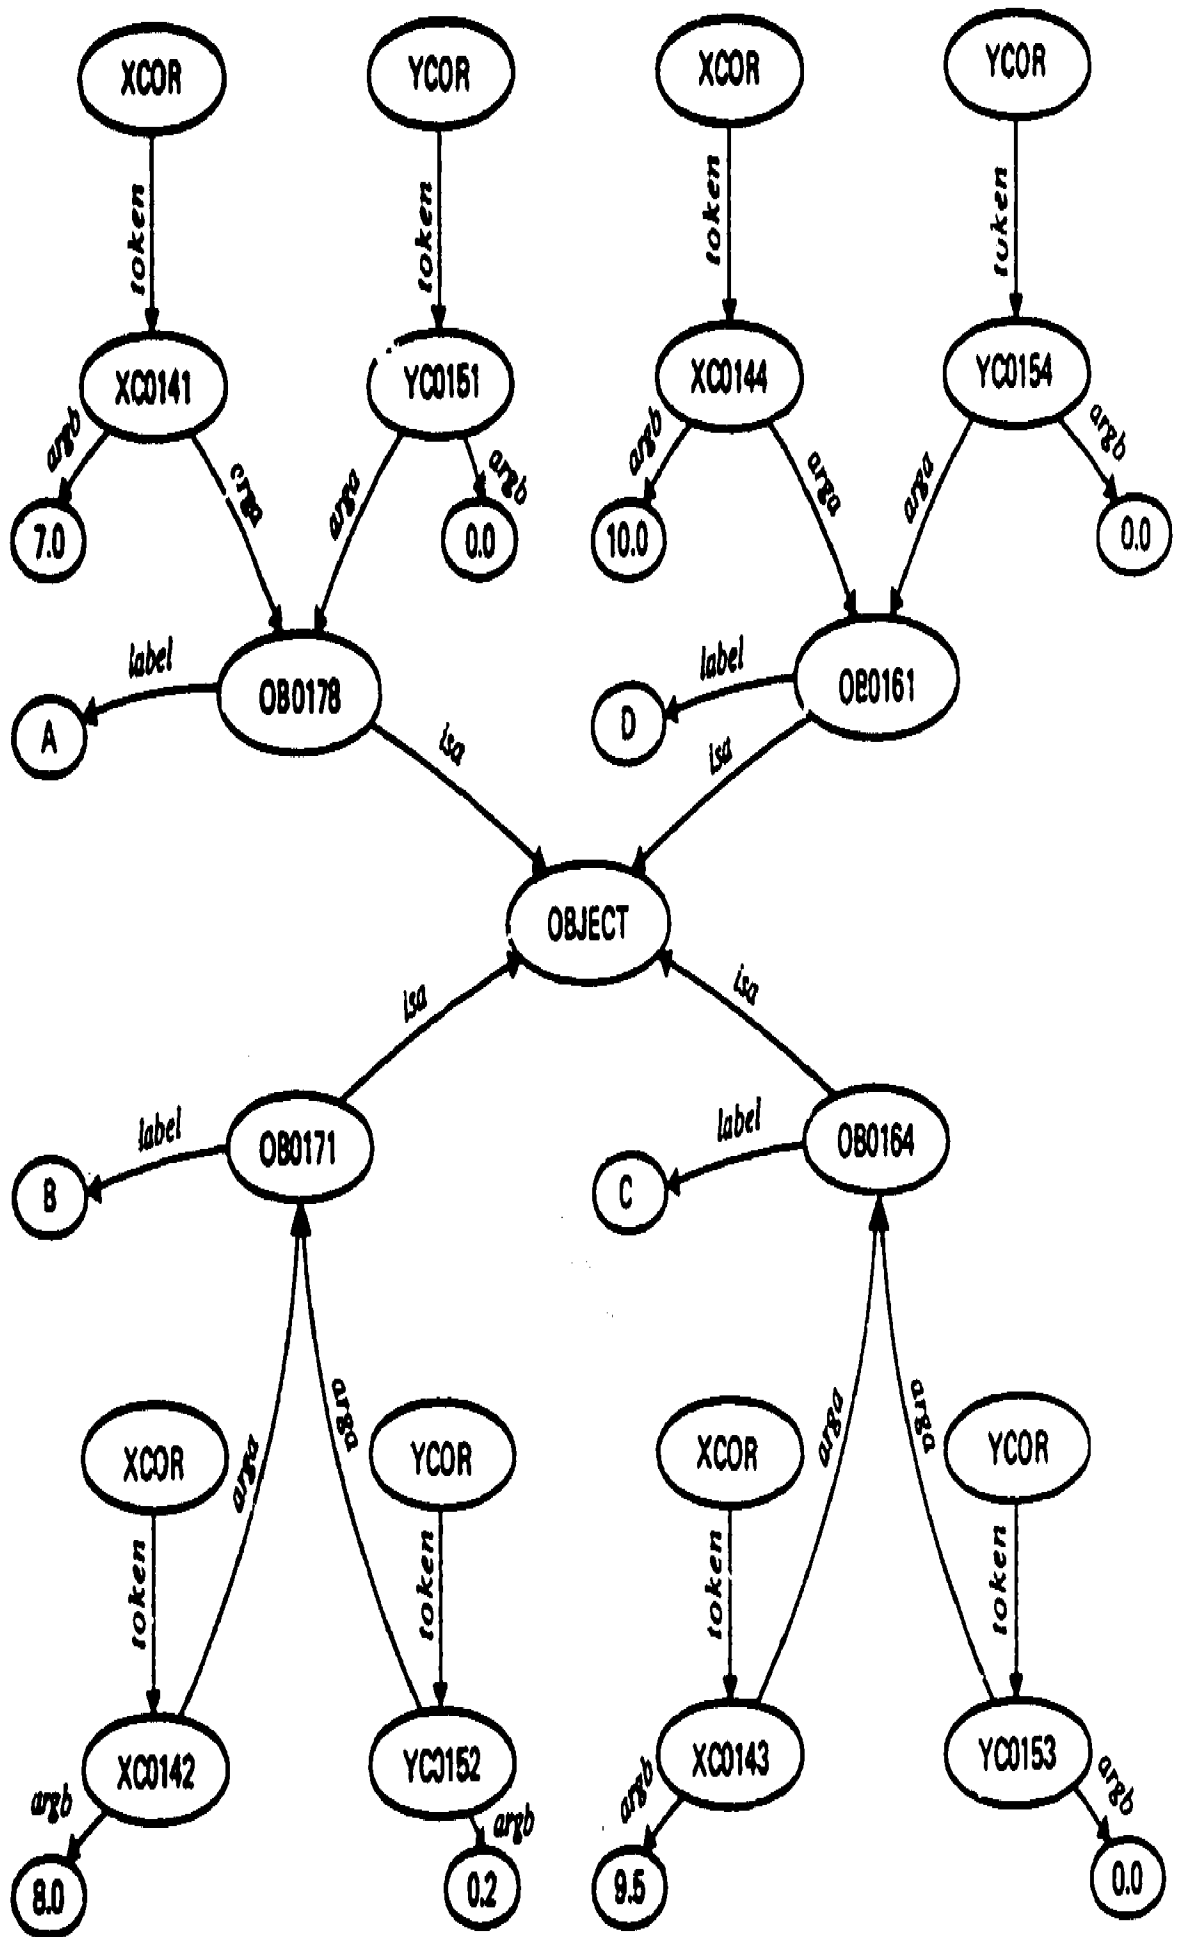 XCOR YCOR XCOR YCOR
token token token token
XC0141 YC0151 XC0144 YC0154
argb arga arga argb argb arga arga argb
7.0 0.0 10.0 0.0
label label
OB0178 OB0161
A D
isa isa
OBJECT
isa isa
label label
OB0171 OB0164
B C
arga arga arga arga
XCOR YCOR XCOR YCOR
token token token token
XC0142 YC0152 XC0143 YC0153
argb argb argb argb
8.0 0.2 9.5 0.0